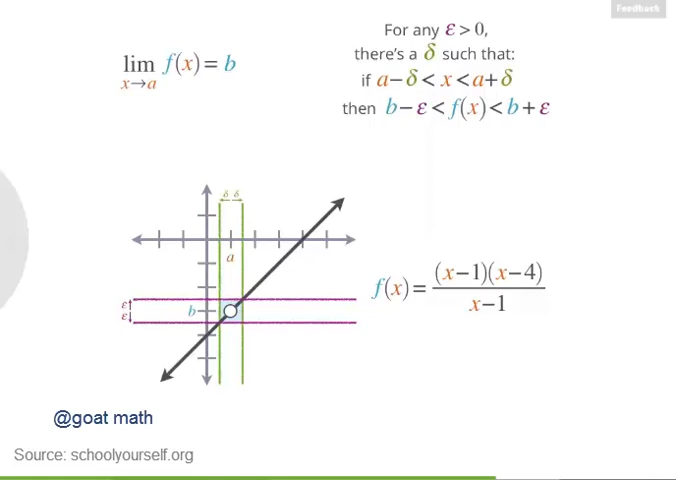 Feedback
lim f(x) = b
x→a
For any ε > 0,
there's a δ such that:
if a−δ < x < a+δ
then b−ε < f(x) < b+ε
δ δ
a
ε
ε
b
f(x) = (x−1)(x−4)
x−1
@goat math
Source: schoolyourself.org